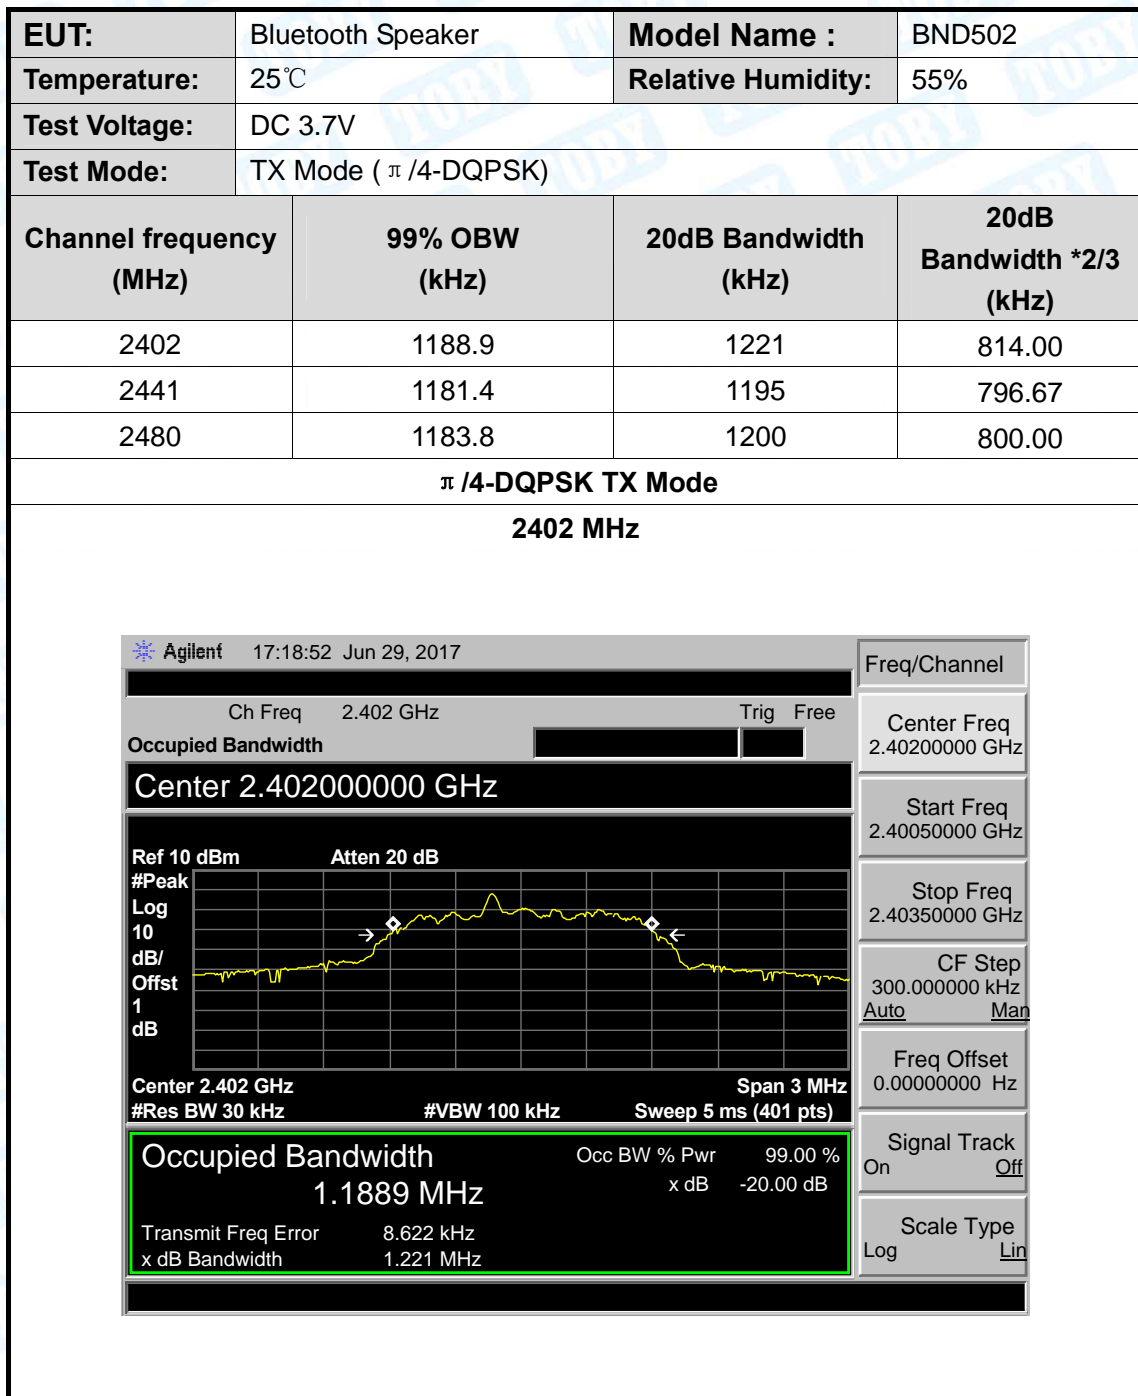 EUT: Bluetooth Speaker Model Name : BND502
Temperature: 25℃ Relative Humidity: 55%
Test Voltage: DC 3.7V
Test Mode: TX Mode ( π /4-DQPSK)
Channel frequency (MHz) 99% OBW (kHz) 20dB Bandwidth (kHz) 20dB Bandwidth *2/3 (kHz)
2402 1188.9 1221 814.00
2441 1181.4 1195 796.67
2480 1183.8 1200 800.00
π /4-DQPSK TX Mode
2402 MHz
Agilent 17:18:52 Jun 29, 2017
Ch Freq 2.402 GHz Trig Free
Occupied Bandwidth
Center 2.402000000 GHz
Ref 10 dBm Atten 20 dB
#Peak
Log
10
dB/
Offst
1
dB
Center 2.402 GHz Span 3 MHz
#Res BW 30 kHz #VBW 100 kHz Sweep 5 ms (401 pts)
Occupied Bandwidth Occ BW % Pwr 99.00 %
1.1889 MHz x dB -20.00 dB
Transmit Freq Error 8.622 kHz
x dB Bandwidth 1.221 MHz
Freq/Channel
Center Freq
2.40200000 GHz
Start Freq
2.40050000 GHz
Stop Freq
2.40350000 GHz
CF Step
300.000000 kHz
Auto Man
Freq Offset
0.00000000 Hz
Signal Track
On Off
Scale Type
Log Lin
TOBY